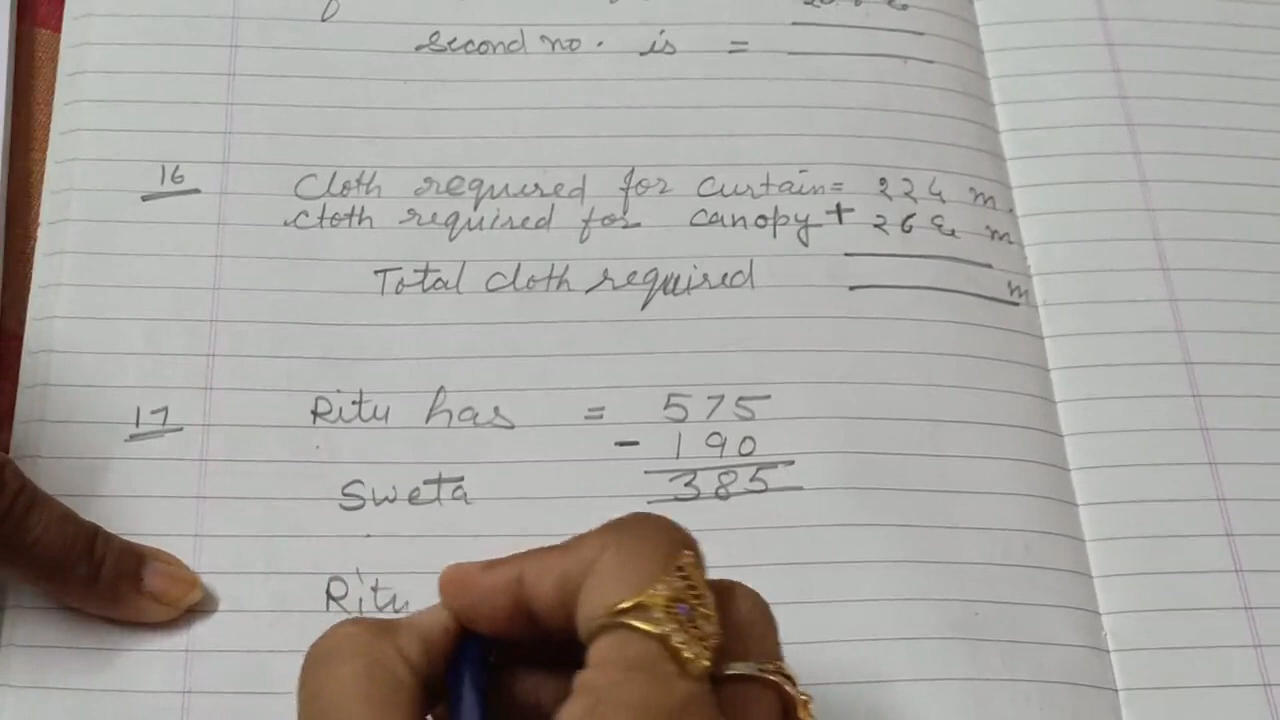 second no. is =
16
Cloth required for curtain = 224 m.
cloth required for canopy + 268 m
Total cloth required m
17
Ritu has = 575
- 190
Sweta 385
Ritu